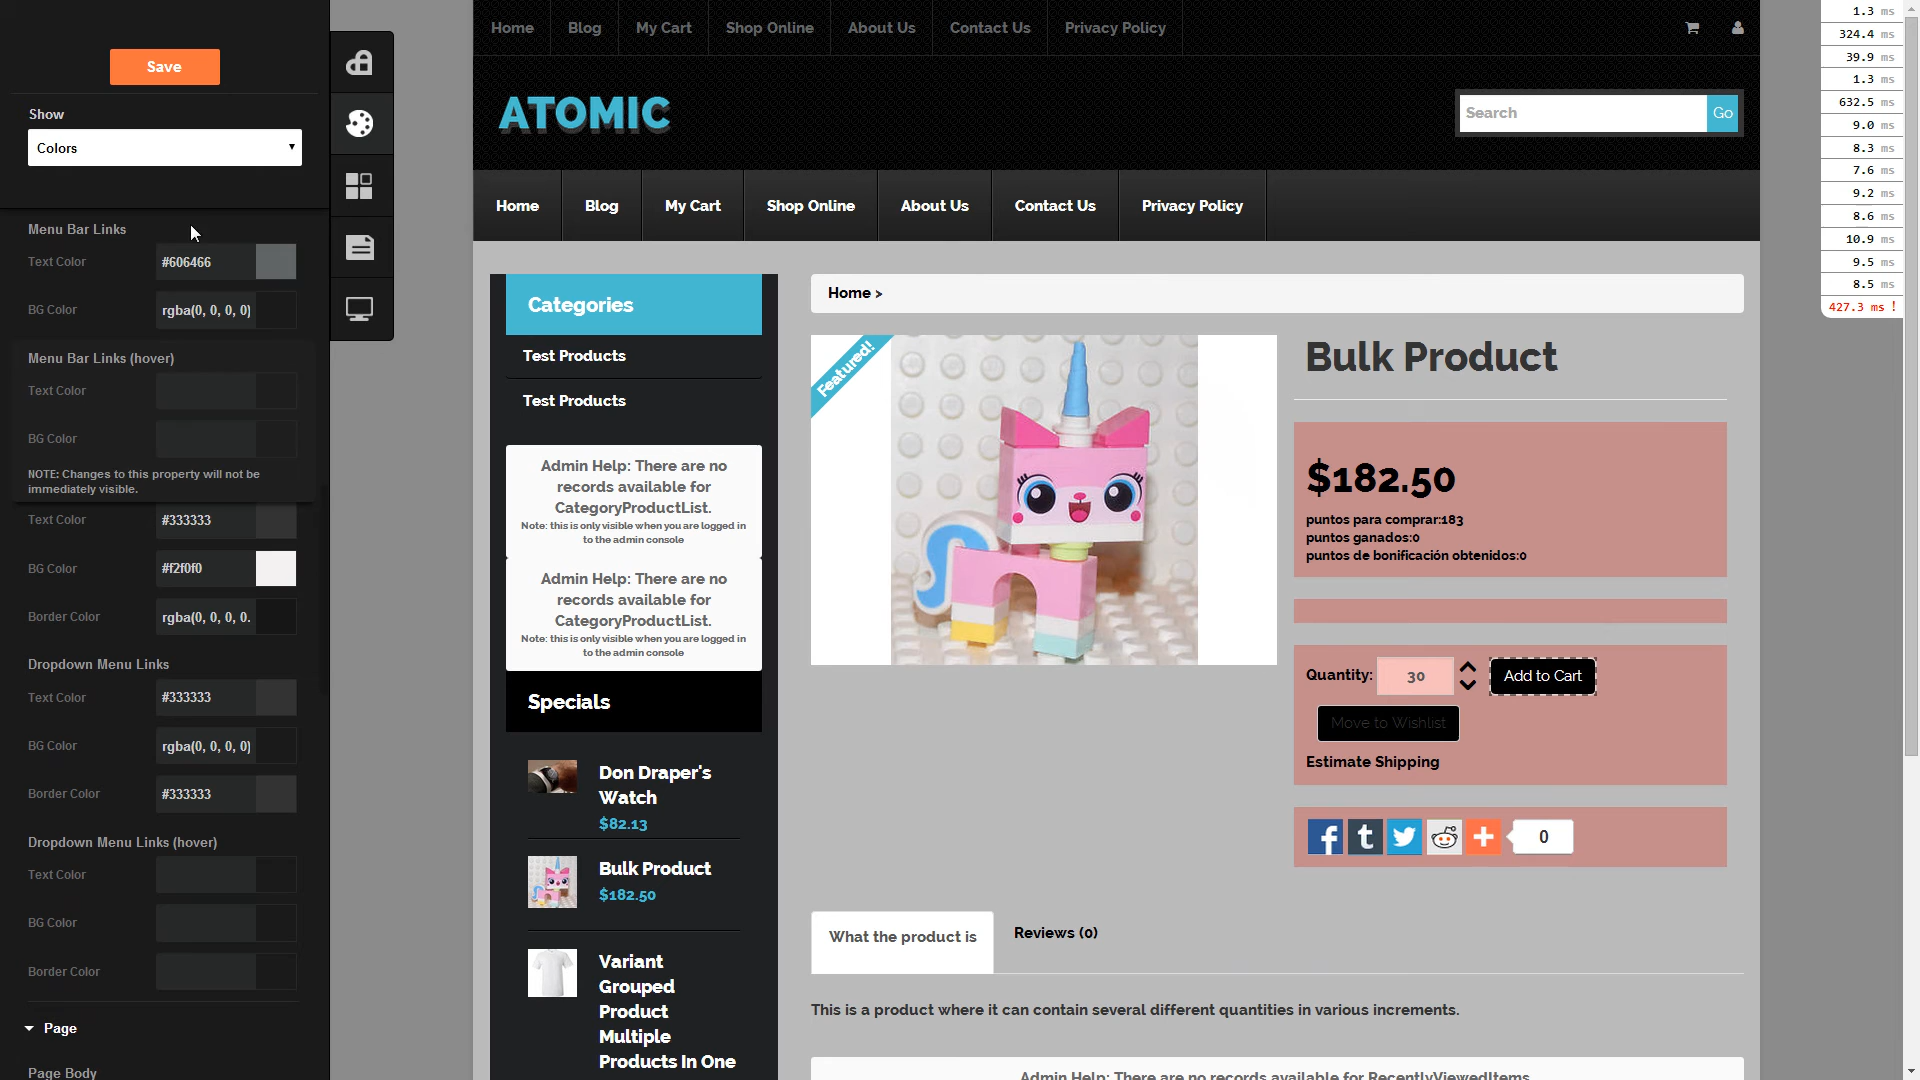 Save
Show
Colors
Menu Bar Links
Text Color
#606466
BG Color
rgba(0, 0, 0, 0)
Menu Bar Links (hover)
Text Color
BG Color
NOTE: Changes to this property will not be
immediately visible.
Text Color
#333333
BG Color
#f2f0f0
Border Color
rgba(0, 0, 0, 0.
Dropdown Menu Links
Text Color
#333333
BG Color
rgba(0, 0, 0, 0)
Border Color
#333333
Dropdown Menu Links (hover)
Text Color
BG Color
Border Color
Page
Page Body
Home
Blog
My Cart
Shop Online
About Us
Contact Us
Privacy Policy
ATOMIC
Search
Go
Home
Blog
My Cart
Shop Online
About Us
Contact Us
Privacy Policy
Categories
Test Products
Test Products
Admin Help: There are no
records available for
CategoryProductList.
Note: this is only visible when you are logged in
to the admin console
Admin Help: There are no
records available for
CategoryProductList.
Note: this is only visible when you are logged in
to the admin console
Specials
Don Draper's
Watch
$82.13
Bulk Product
$182.50
Variant
Grouped
Product
Multiple
Products In One
Home >
Featured!
Bulk Product
$182.50
puntos para comprar:183
puntos ganados:0
puntos de bonificación obtenidos:0
Quantity:
30
Add to Cart
Move to Wishlist
Estimate Shipping
0
What the product is
Reviews (0)
This is a product where it can contain several different quantities in various increments.
Admin Help: There are no records available for RecentlyViewedItems
1.3 ms
324.4 ms
39.9 ms
1.3 ms
632.5 ms
9.0 ms
8.3 ms
7.6 ms
9.2 ms
8.6 ms
10.9 ms
9.5 ms
8.5 ms
427.3 ms !